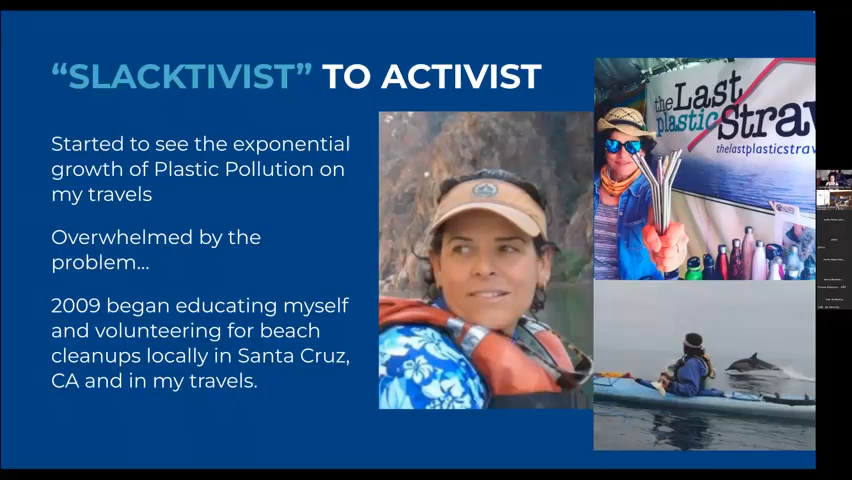 “SLACKTIVIST” TO ACTIVIST
Started to see the exponential
growth of Plastic Pollution on
my travels
Overwhelmed by the
problem...
2009 began educating myself
and volunteering for beach
cleanups locally in Santa Cruz,
CA and in my travels.
the Last
plastic Straw
thelastplasticstraw